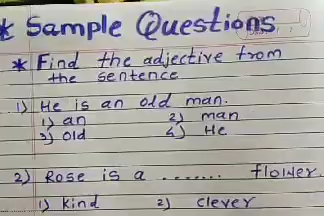 * Sample Questions
* Find the adjective from
the sentence
1) He is an old man.
1) an 2) man
3) old 4) He
2) Rose is a ....... flower.
1) kind 2) clever